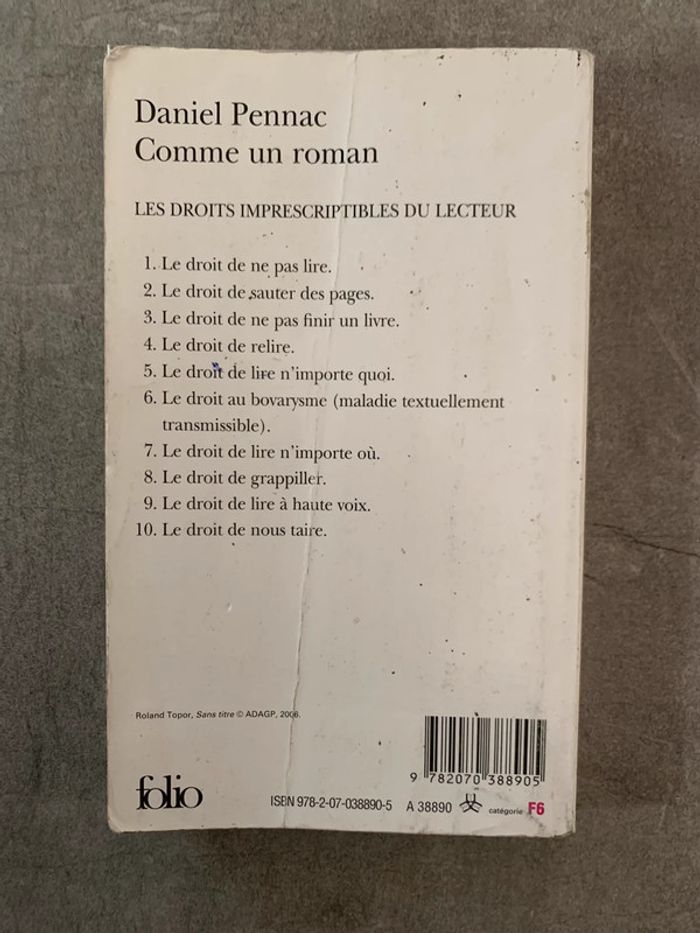 Daniel Pennac
Comme un roman
LES DROITS IMPRESCRIPTIBLES DU LECTEUR
1. Le droit de ne pas lire.
2. Le droit de sauter des pages.
3. Le droit de ne pas finir un livre.
4. Le droit de relire.
5. Le droit de lire n'importe quoi.
6. Le droit au bovarysme (maladie textuellement
transmissible).
7. Le droit de lire n'importe où.
8. Le droit de grappiller.
9. Le droit de lire à haute voix.
10. Le droit de nous taire.
Roland Topor, Sans titre © ADAGP, 2006.
9 782070 388905
folio
ISBN 978-2-07-038890-5 A 38890 catégorie F6